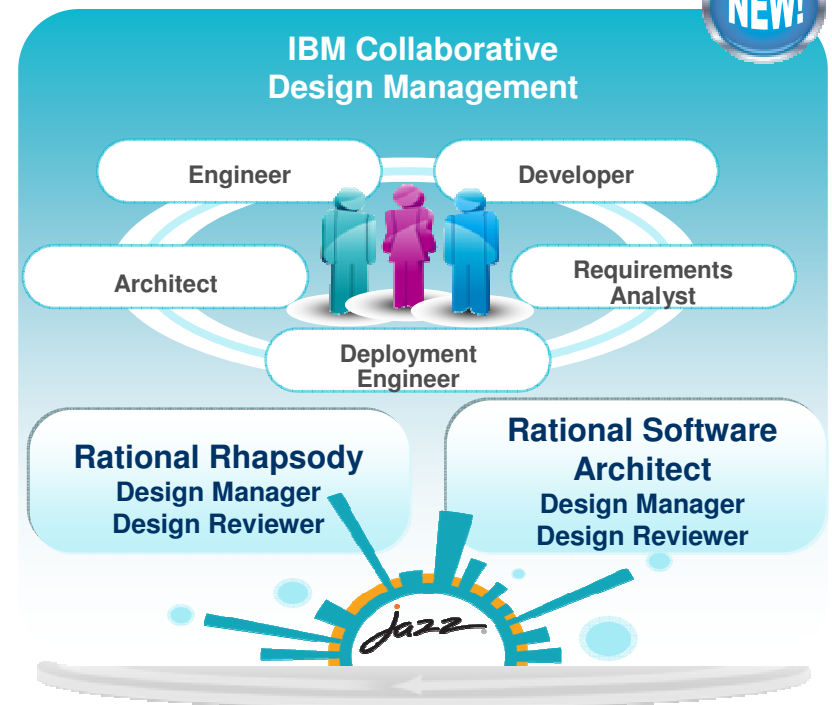 NEW!
IBM Collaborative
Design Management
Engineer
Developer
Architect
Requirements
Analyst
Deployment
Engineer
Rational Rhapsody
Design Manager
Design Reviewer
Rational Software
Architect
Design Manager
Design Reviewer
jazz